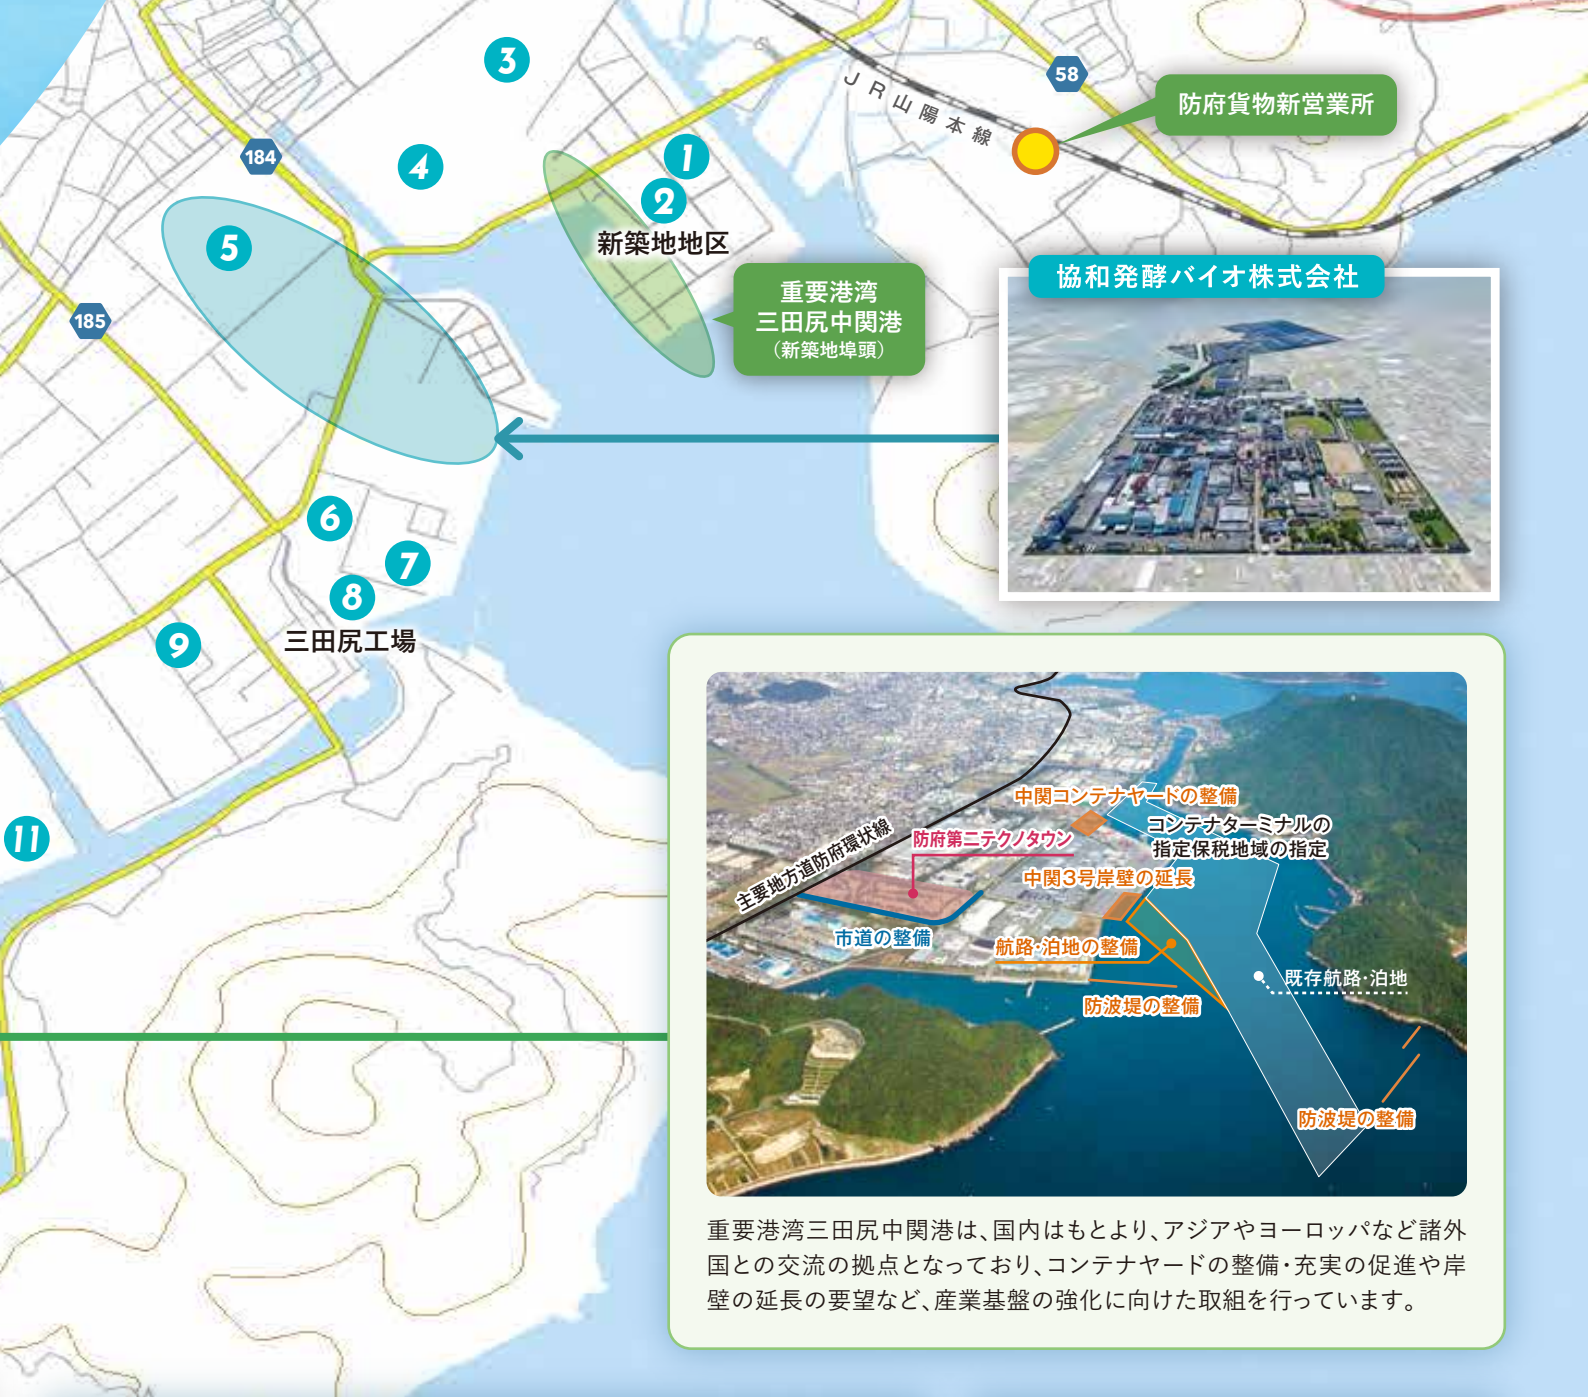 3
58
防府貨物新営業所
JR山陽本線
184
4
1
2
新築地地区
5
重要港湾
三田尻中関港
(新築地埠頭)
協和発酵バイオ株式会社
185
6
7
8
三田尻工場
9
11
中関コンテナヤードの整備
コンテナターミナルの
指定保税地域の指定
主要地方道防府環状線
防府第二テクノタウン
中関3号岸壁の延長
市道の整備
航路・泊地の整備
既存航路・泊地
防波堤の整備
防波堤の整備
重要港湾三田尻中関港は、国内はもとより、アジアやヨーロッパなど諸外
国との交流の拠点となっており、コンテナヤードの整備・充実の促進や岸
壁の延長の要望など、産業基盤の強化に向けた取組を行っています。